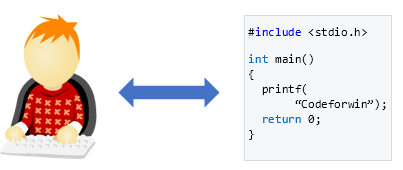 #include <stdio.h>
int main()
{
printf(
“Codeforwin”);
return 0;
}